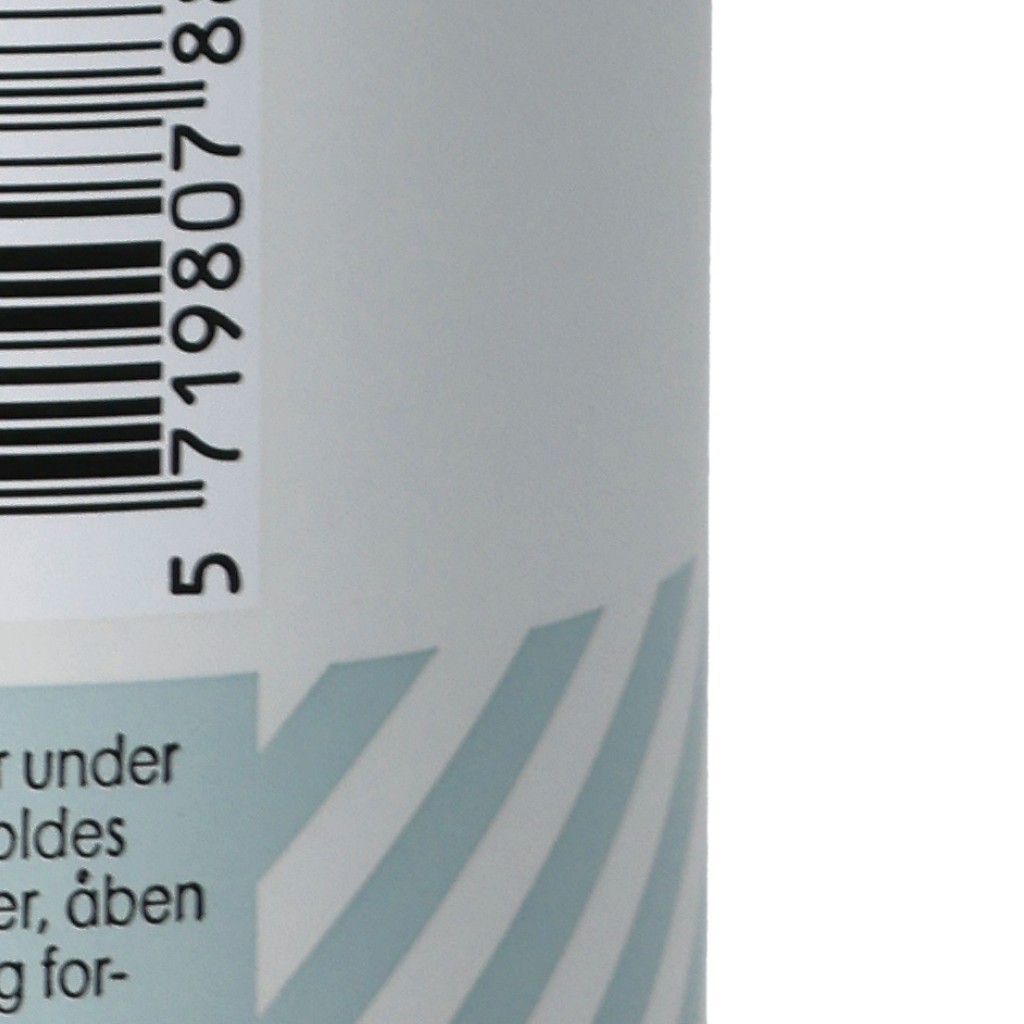 5 719807 8
r under
oldes
er, åben
g for-